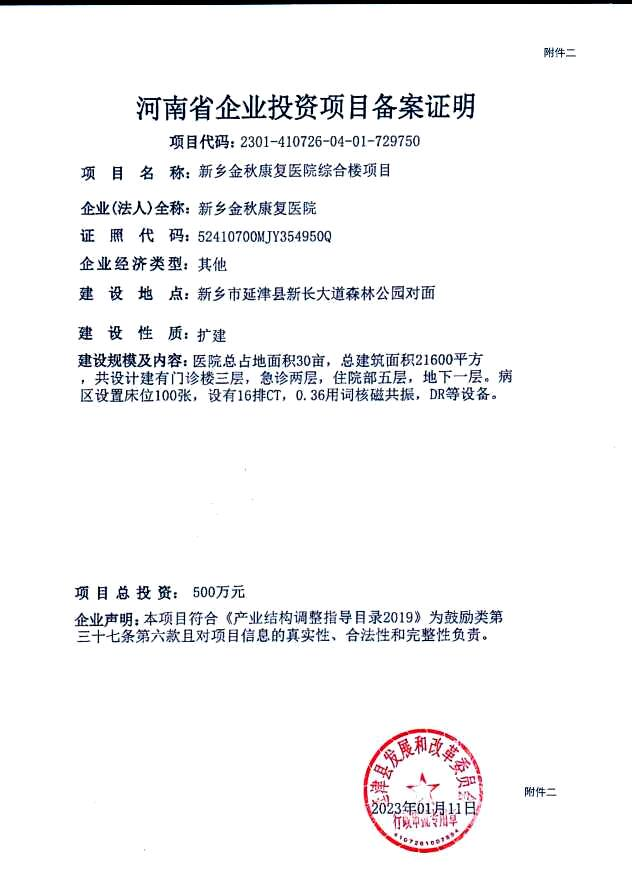 附件二
河南省企业投资项目备案证明
项目代码：2301-410726-04-01-729750
项目名称：新乡金秋康复医院综合楼项目
企业(法人)全称：新乡金秋康复医院
证照代码：52410700MJY354950Q
企业经济类型：其他
建设地点：新乡市延津县新长大道森林公园对面
建设性质：扩建
建设规模及内容：医院总占地面积30亩，总建筑面积21600平方
，共设计建有门诊楼三层，急诊两层，住院部五层，地下一层。病
区设置床位100张，设有16排CT，0.36用词核磁共振，DR等设备。
项目总投资：500万元
企业声明：本项目符合《产业结构调整指导目录2019》为鼓励类第
三十七条第六款且对项目信息的真实性、合法性和完整性负责。
延津县发展和改革委员会
2023年01月11日
行政审批专用章
附件二